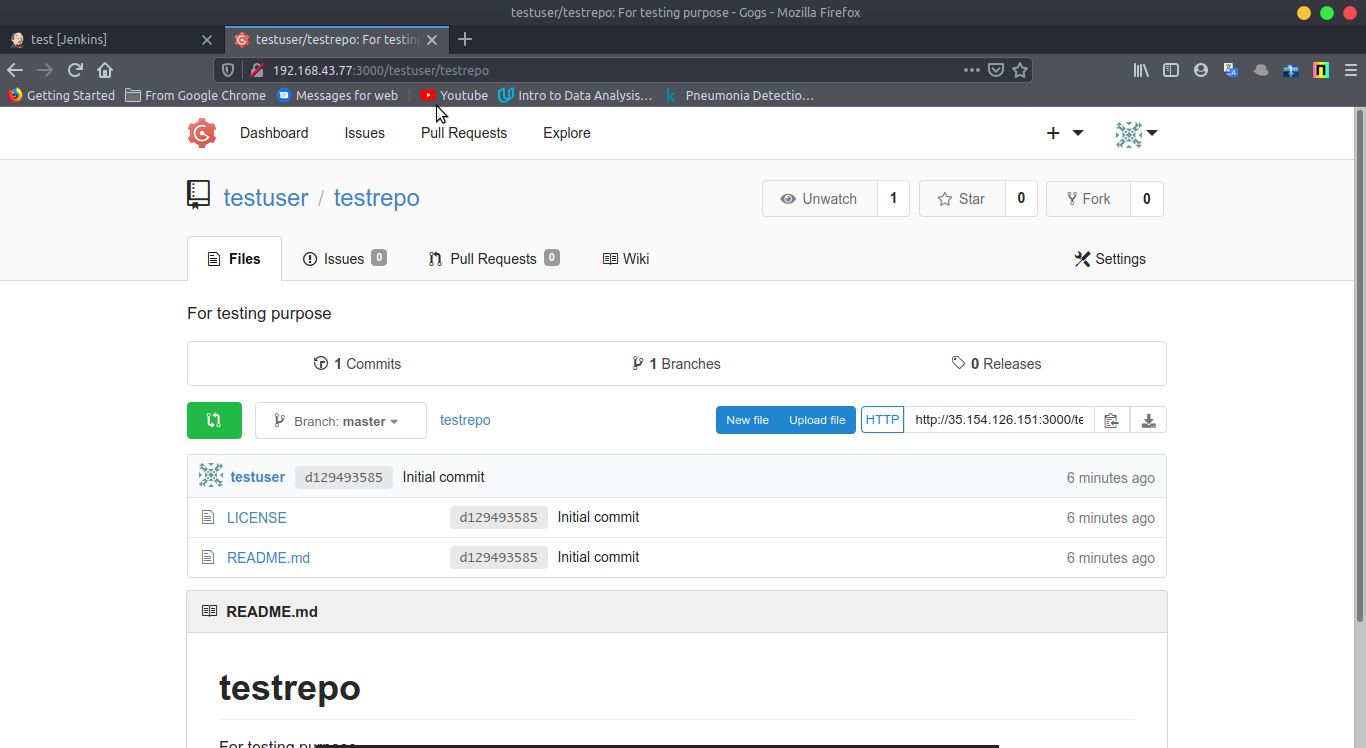 testuser/testrepo: For testing purpose - Gogs - Mozilla Firefox
test [Jenkins]
testuser/testrepo: For testin
192.168.43.77:3000/testuser/testrepo
Getting Started From Google Chrome Messages for web Youtube Intro to Data Analysis… Pneumonia Detectio…
Dashboard Issues Pull Requests Explore
testuser / testrepo
Unwatch 1 Star 0 Fork 0
Files Issues 0 Pull Requests 0 Wiki Settings
For testing purpose
1 Commits 1 Branches 0 Releases
Branch: master testrepo New file Upload file HTTP http://35.154.126.151:3000/te
testuser d129493585 Initial commit 6 minutes ago
LICENSE d129493585 Initial commit 6 minutes ago
README.md d129493585 Initial commit 6 minutes ago
README.md
testrepo
For testing purpose